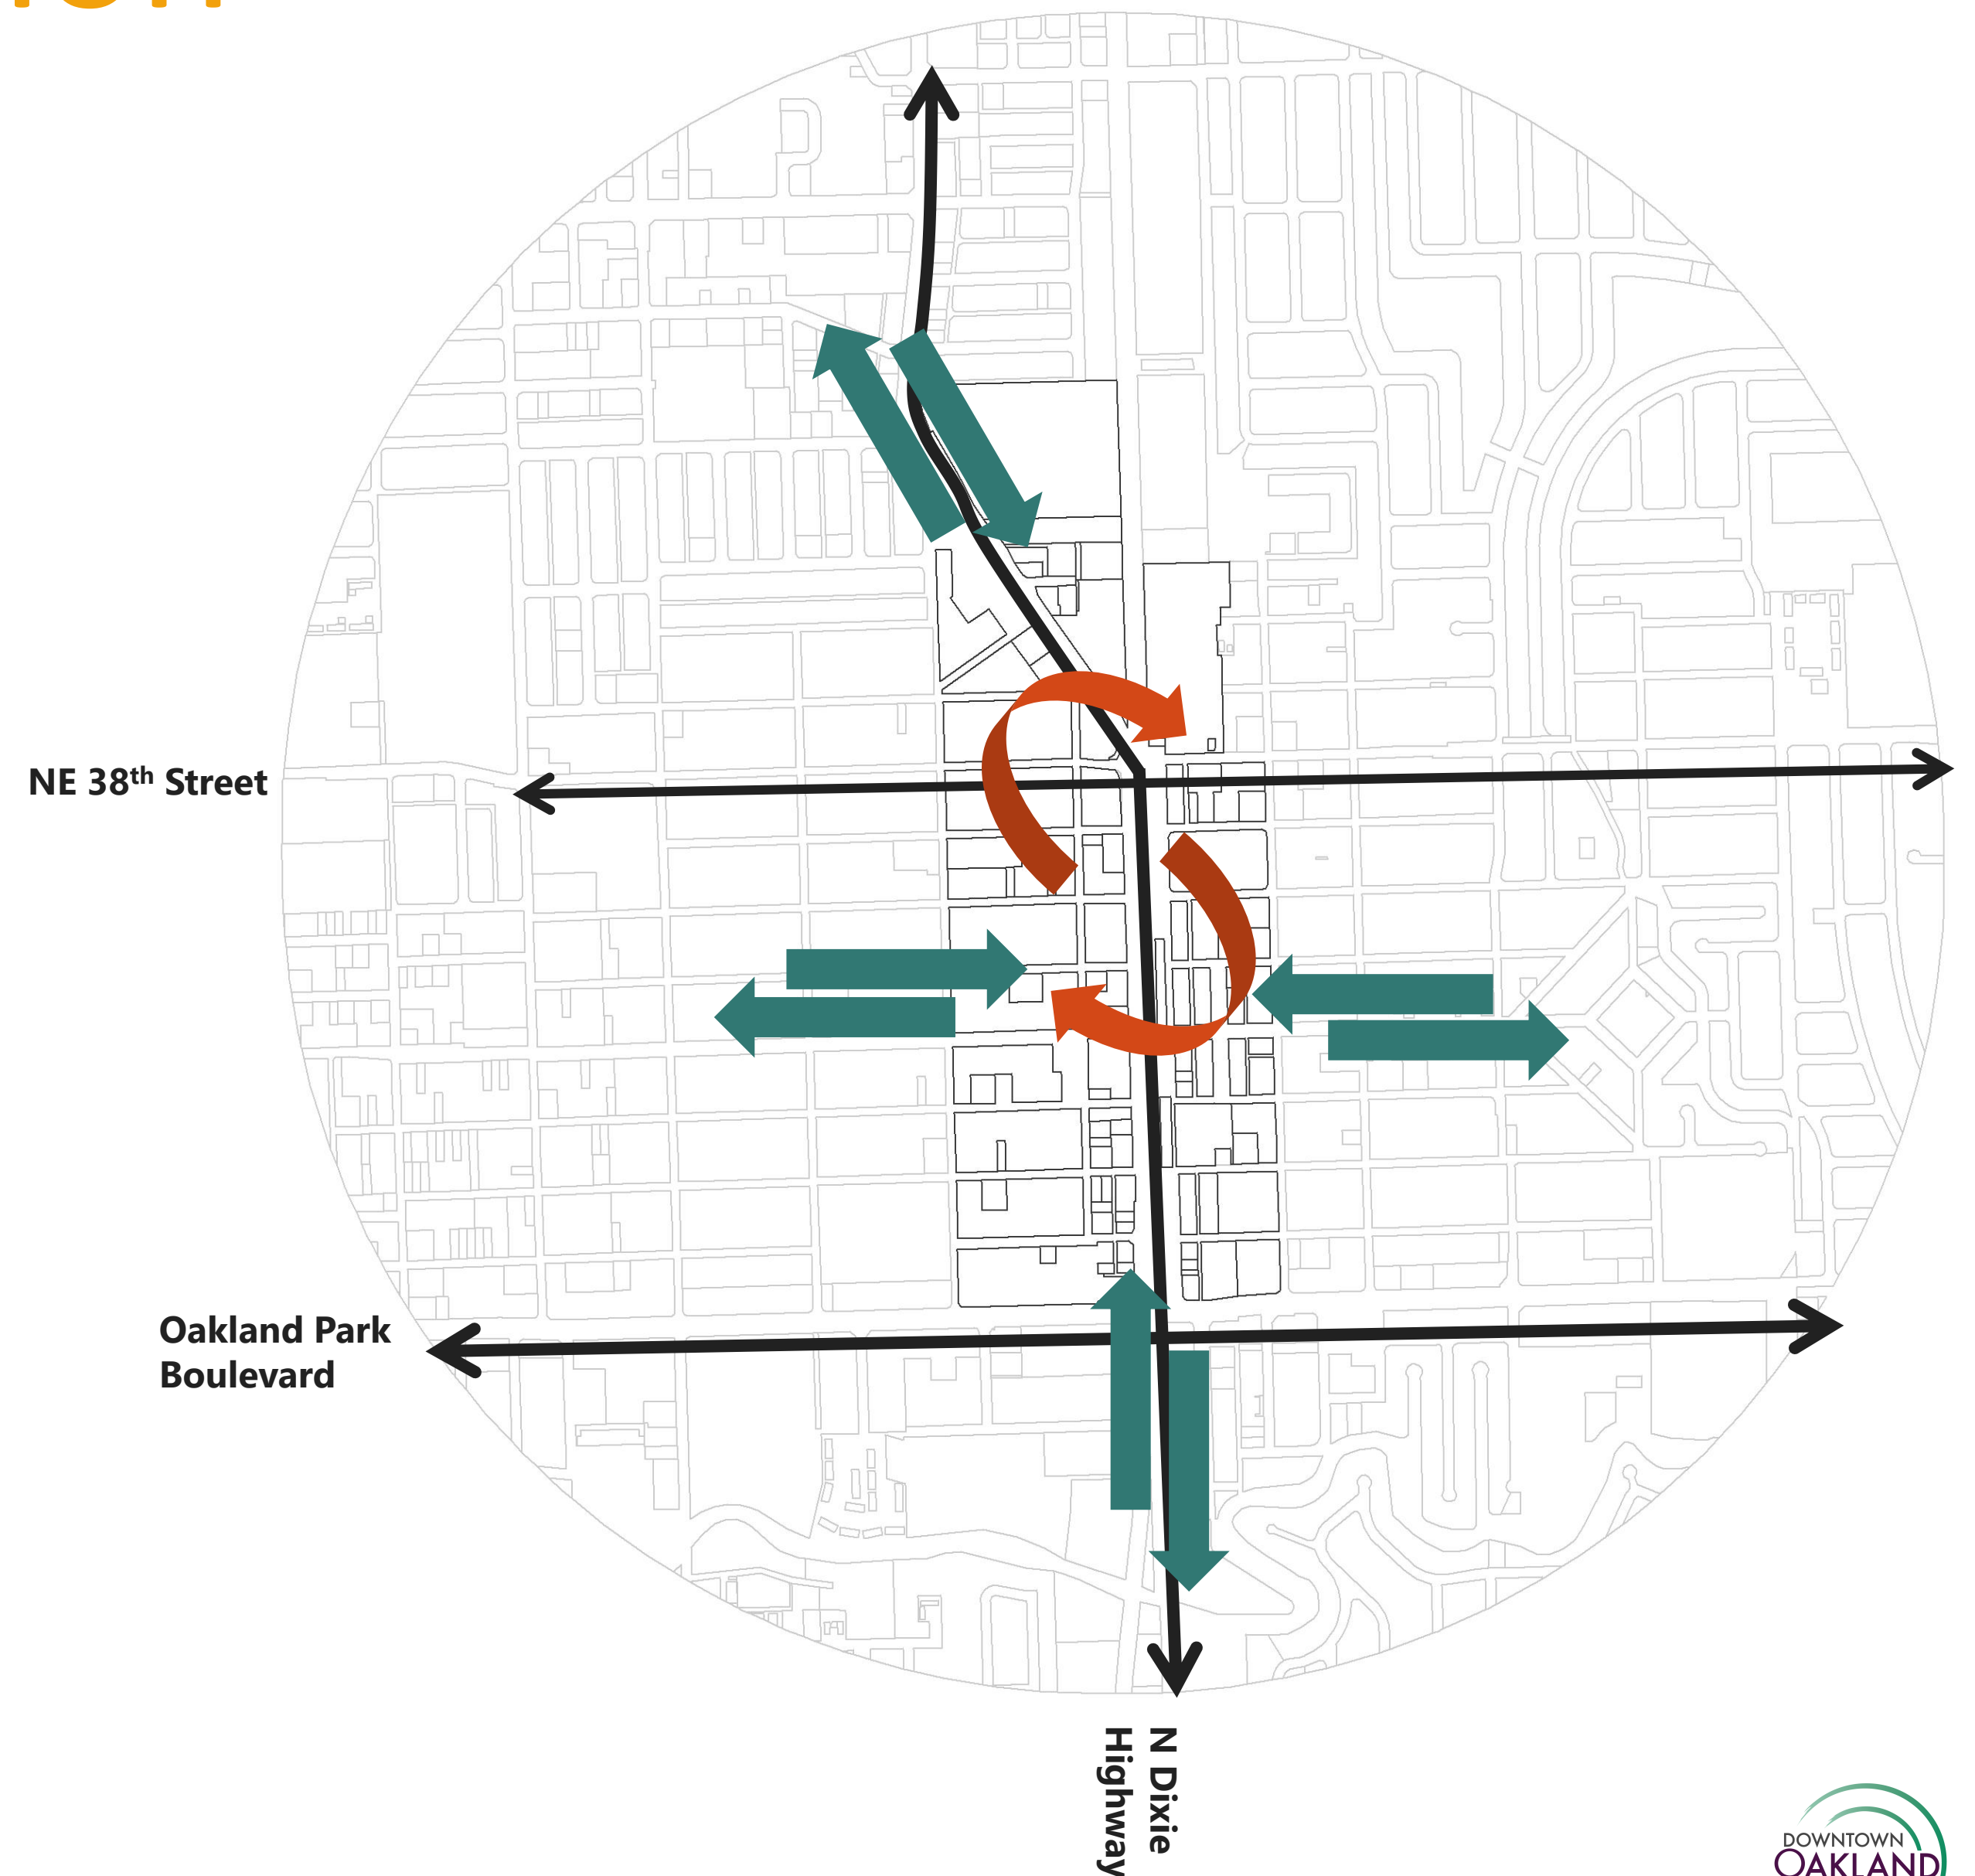 NE 38th Street
Oakland Park
Boulevard
N Dixie
Highway
DOWNTOWN
OAKLAND